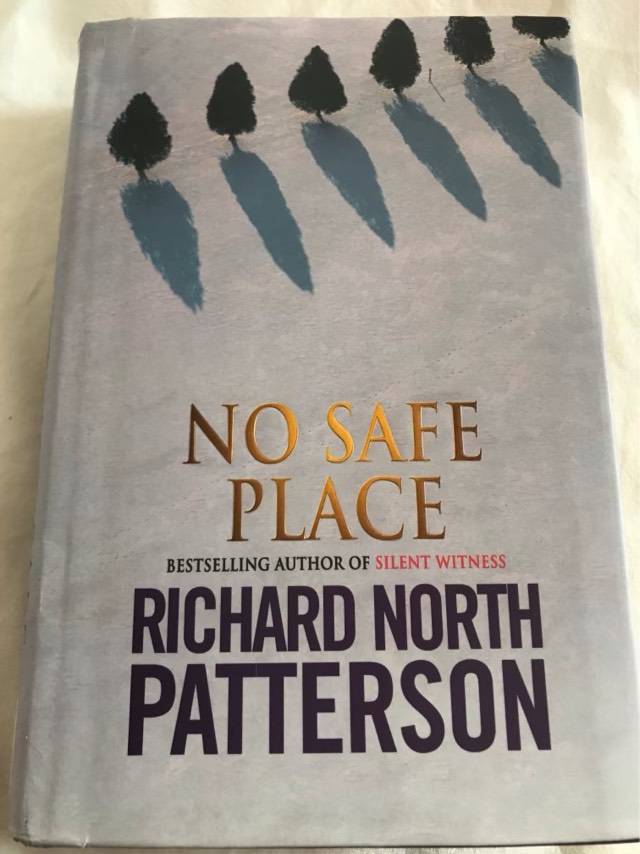 NO SAFE
PLACE
BESTSELLING AUTHOR OF SILENT WITNESS
RICHARD NORTH
PATTERSON